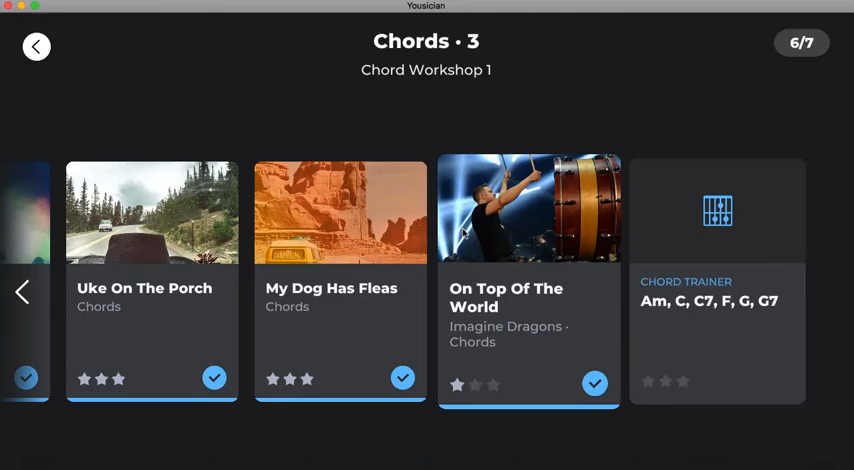 Yousician
Chords · 3
6/7
Chord Workshop 1
Uke On The Porch
Chords
My Dog Has Fleas
Chords
On Top Of The
World
Imagine Dragons ·
Chords
CHORD TRAINER
Am, C, C7, F, G, G7